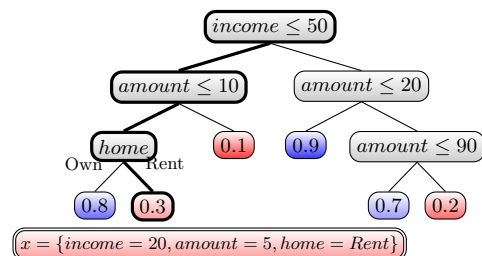 income ≤ 50
amount ≤ 10
amount ≤ 20
home
0.1
0.9
amount ≤ 90
Own
Rent
0.8
0.3
0.7
0.2
x = {income = 20, amount = 5, home = Rent}